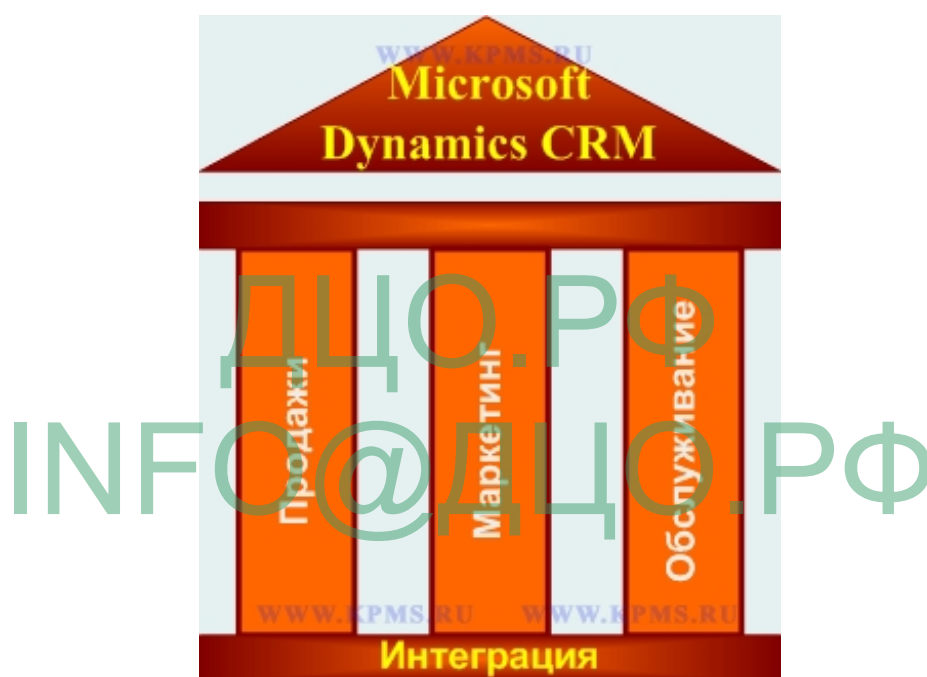 WWW.KPMS.RU
Microsoft
Dynamics CRM
ДЦО.РФ
INFO@ДЦО.РФ
Продажи
Маркетинг
Обслуживание
WWW.KPMS.RU WWW.KPMS.RU
Интеграция